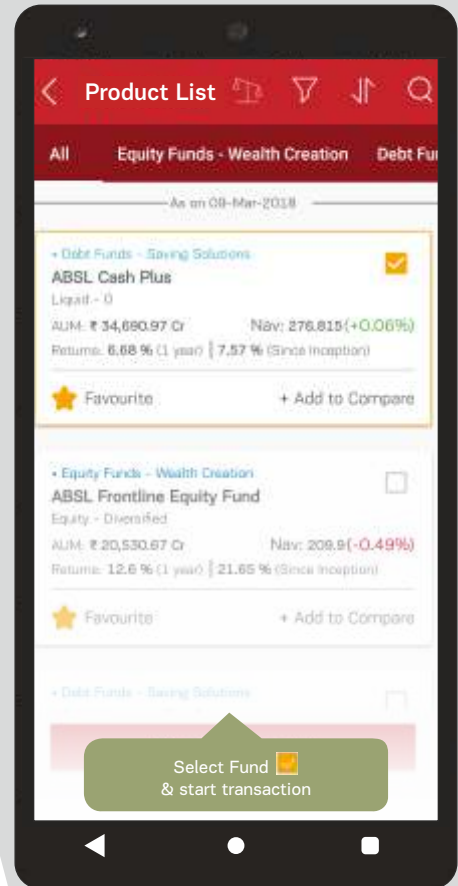 Product List
All Equity Funds - Wealth Creation Debt Fu
As on 09-Mar-2018
• Debt Funds - Saving Solutions
ABSL Cash Plus
Liquid - 0
AUM: ₹ 34,690.97 Cr Nav: 276.815(+0.06%)
Returns: 6.68 % (1 year) | 7.57 % (Since Inception)
Favourite + Add to Compare
• Equity Funds - Wealth Creation
ABSL Frontline Equity Fund
Equity - Diversified
AUM: ₹ 20,530.67 Cr Nav: 209.9(-0.49%)
Returns: 12.6 % (1 year) | 21.65 % (Since Inception)
Favourite + Add to Compare
• Debt Funds - Saving Solutions
Select Fund
& start transaction